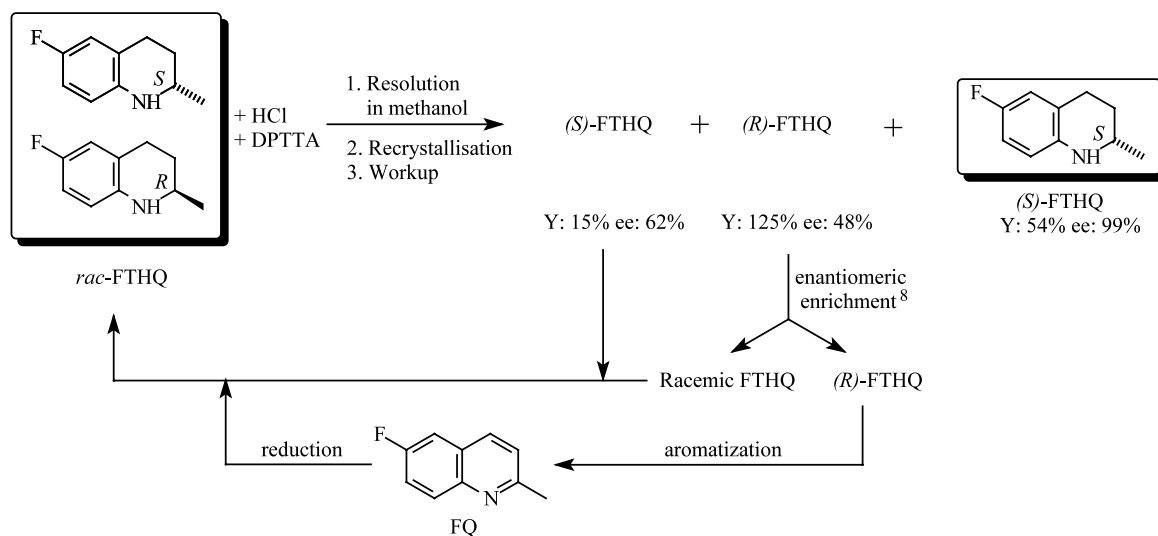 F
S
NH
F
R
NH
rac-FTHQ
+ HCl
+ DPTTA
1. Resolution
in methanol
2. Recrystallisation
3. Workup
(S)-FTHQ
+
(R)-FTHQ
+
F
S
NH
(S)-FTHQ
Y: 54% ee: 99%
Y: 15% ee: 62%
Y: 125% ee: 48%
enantiomeric
enrichment 8
Racemic FTHQ
(R)-FTHQ
reduction
F
N
FQ
aromatization